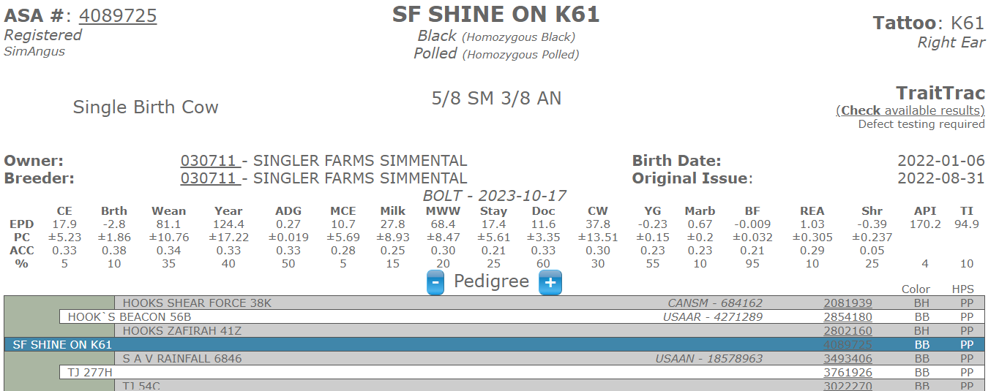 ASA #: 4089725
Registered
SimAngus
SF SHINE ON K61
Black (Homozygous Black)
Polled (Homozygous Polled)
Tattoo: K61
Right Ear
Single Birth Cow
5/8 SM 3/8 AN
TraitTrac
(Check available results)
Defect testing required
Owner: 030711 - SINGLER FARMS SIMMENTAL Birth Date: 2022-01-06
Breeder: 030711 - SINGLER FARMS SIMMENTAL Original Issue: 2022-08-31
BOLT - 2023-10-17
CE Brth Wean Year ADG MCE Milk MWW Stay Doc CW YG Marb BF REA Shr API TI
EPD 17.9 -2.8 81.1 124.4 0.27 10.7 27.8 68.4 17.4 11.6 37.8 -0.23 0.67 -0.009 1.03 -0.39 170.2 94.9
PC ±5.23 ±1.86 ±10.76 ±17.22 ±0.019 ±5.69 ±8.93 ±8.47 ±5.61 ±3.35 ±13.51 ±0.15 ±0.2 ±0.032 ±0.305 ±0.237
ACC 0.33 0.38 0.34 0.33 0.33 0.28 0.25 0.30 0.21 0.33 0.30 0.23 0.23 0.21 0.29 0.05
% 5 10 35 40 50 5 15 20 25 60 30 55 10 95 10 25 4 10
- Pedigree +
Color HPS
HOOKS SHEAR FORCE 38K CANSM - 684162 2081939 BH PP
HOOK`S BEACON 56B USAAR - 4271289 2854180 BB PP
HOOKS ZAFIRAH 41Z 2802160 BH PP
SF SHINE ON K61 4089725 BB PP
S A V RAINFALL 6846 USAAN - 18578963 3493406 BB PP
TJ 277H 3761926 BB PP
TJ 54C 3022270 BB PP